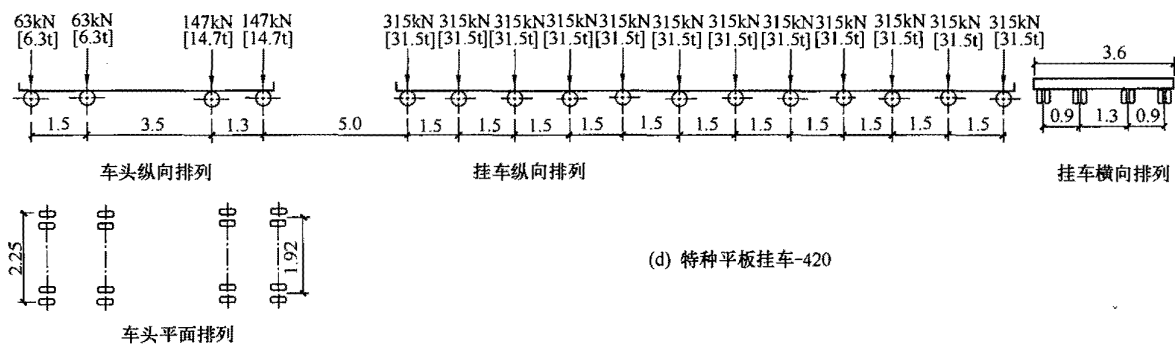 63kN 63kN 147kN 147kN 315kN 315kN 315kN 315kN 315kN 315kN 315kN 315kN 315kN 315kN 315kN 315kN
[6.3t] [6.3t] [14.7t] [14.7t] [31.5t] [31.5t] [31.5t] [31.5t] [31.5t] [31.5t] [31.5t] [31.5t] [31.5t] [31.5t] [31.5t] [31.5t]
3.6
1.5 3.5 1.3 5.0 1.5 1.5 1.5 1.5 1.5 1.5 1.5 1.5 1.5 1.5 1.5 0.9 1.3 0.9
车头纵向排列 挂车纵向排列 挂车横向排列
2.25 1.92
(d) 特种平板挂车-420
车头平面排列